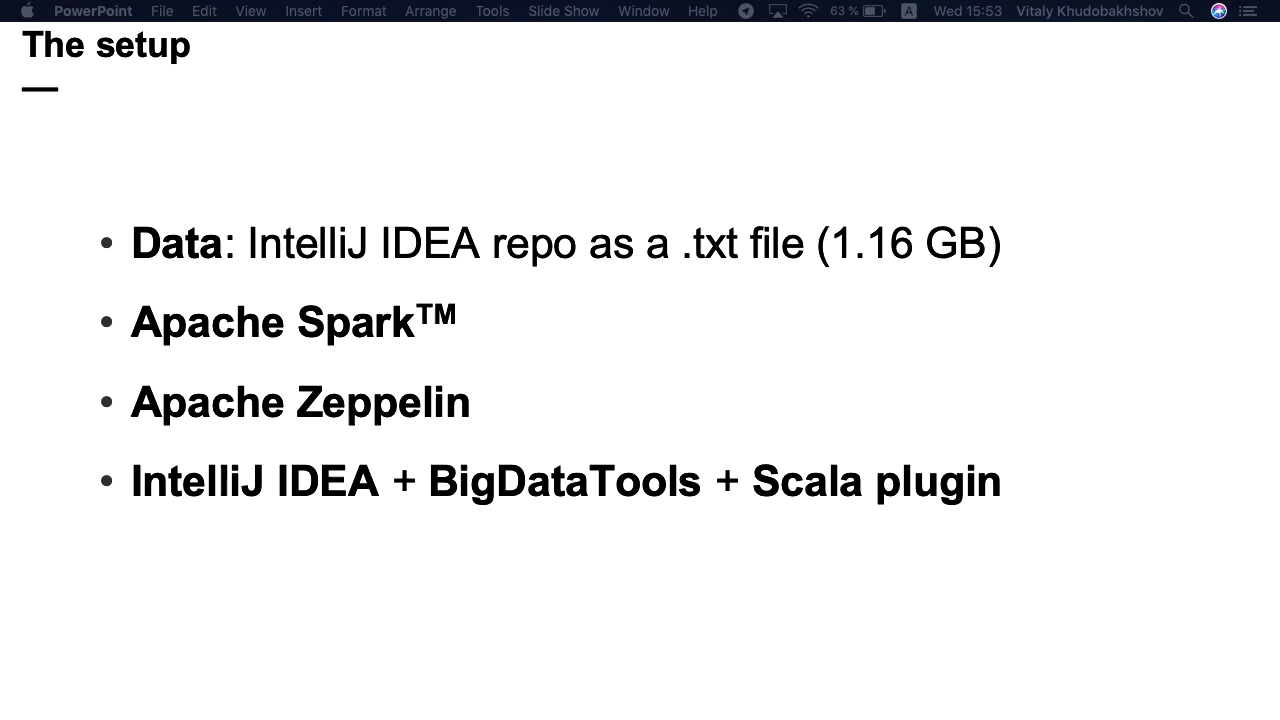 PowerPoint File Edit View Insert Format Arrange Tools Slide Show Window Help 63 % A Wed 15:53 Vitaly Khudobakhshov
The setup
• Data: IntelliJ IDEA repo as a .txt file (1.16 GB)
• Apache Spark™
• Apache Zeppelin
• IntelliJ IDEA + BigDataTools + Scala plugin